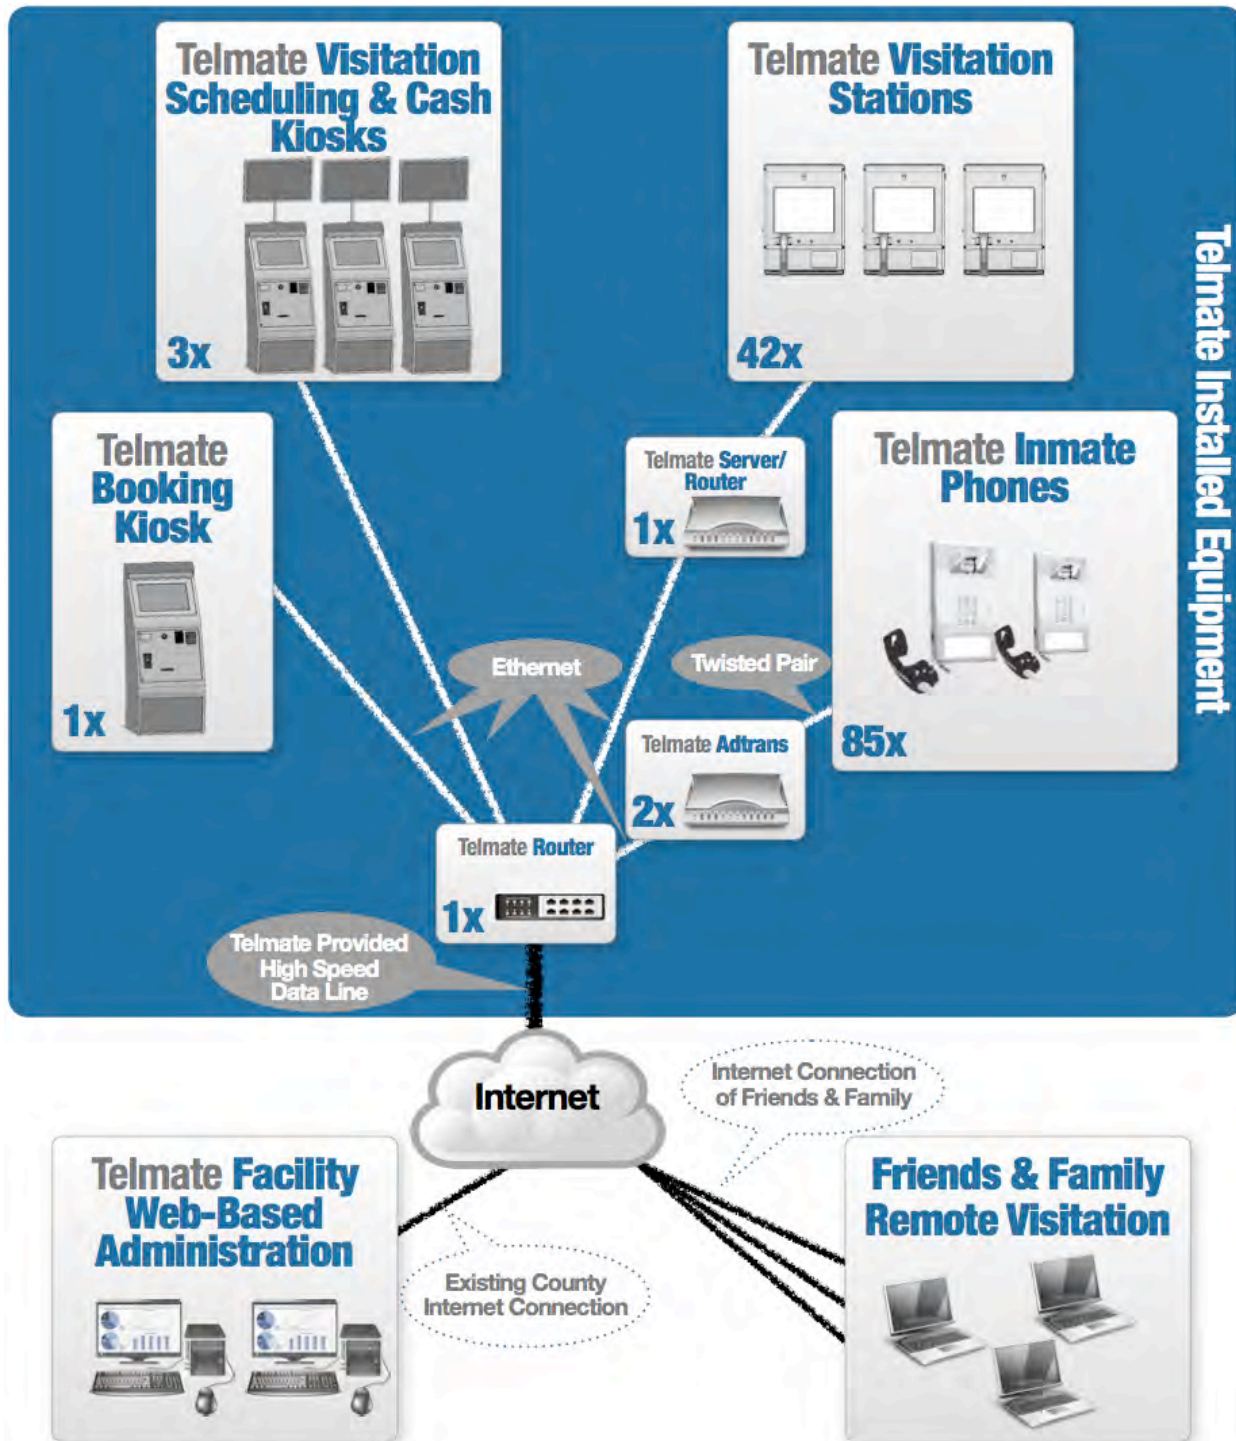 Telmate Visitation
Scheduling & Cash
Kiosks
3x
Telmate Visitation
Stations
42x
Telmate Installed Equipment
Telmate
Booking
Kiosk
1x
Telmate Server/
Router
1x
Telmate Inmate
Phones
85x
Ethernet
Twisted Pair
Telmate Adtrans
2x
Telmate Router
1x
Telmate Provided
High Speed
Data Line
Internet
Internet Connection
of Friends & Family
Telmate Facility
Web-Based
Administration
Existing County
Internet Connection
Friends & Family
Remote Visitation